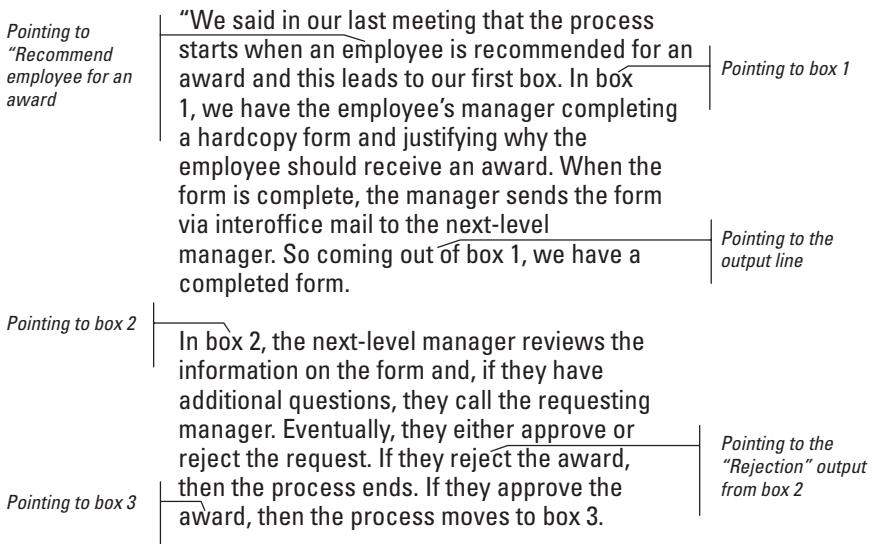 Pointing to
“Recommend
employee for an
award
“We said in our last meeting that the process
starts when an employee is recommended for an
award and this leads to our first box. In box
1, we have the employee’s manager completing
a hardcopy form and justifying why the
employee should receive an award. When the
form is complete, the manager sends the form
via interoffice mail to the next-level
manager. So coming out of box 1, we have a
completed form.
Pointing to box 1
Pointing to the
output line
Pointing to box 2
In box 2, the next-level manager reviews the
information on the form and, if they have
additional questions, they call the requesting
manager. Eventually, they either approve or
reject the request. If they reject the award,
then the process ends. If they approve the
award, then the process moves to box 3.
Pointing to the
“Rejection” output
from box 2
Pointing to box 3